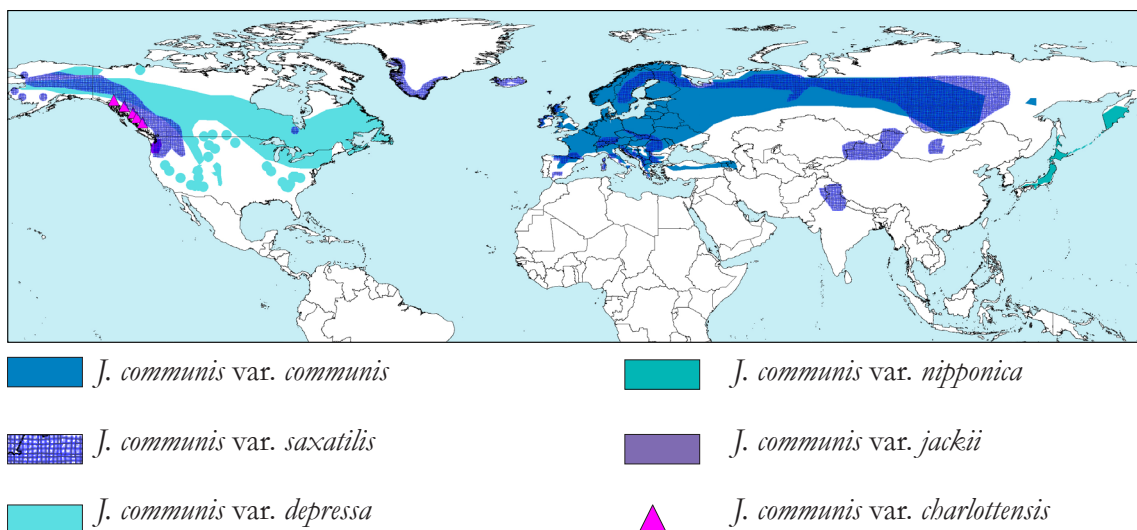 J. communis var. communis
J. communis var. nipponica
J. communis var. saxatilis
J. communis var. jackii
J. communis var. depressa
J. communis var. charlottensis